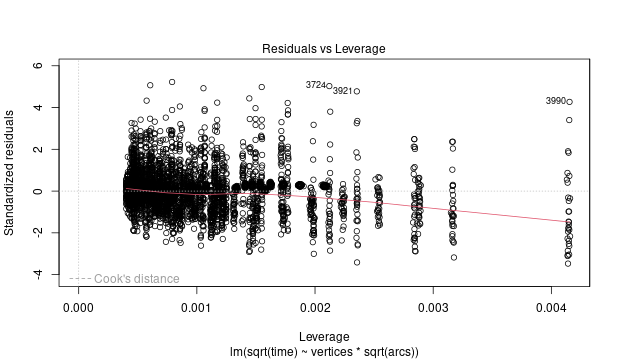 Residuals vs Leverage
Standardized residuals
6
4
2
0
-2
-4
3724
3921
3990
Cook's distance
0.000
0.001
0.002
0.003
0.004
Leverage
lm(sqrt(time) ~ vertices * sqrt(arcs))